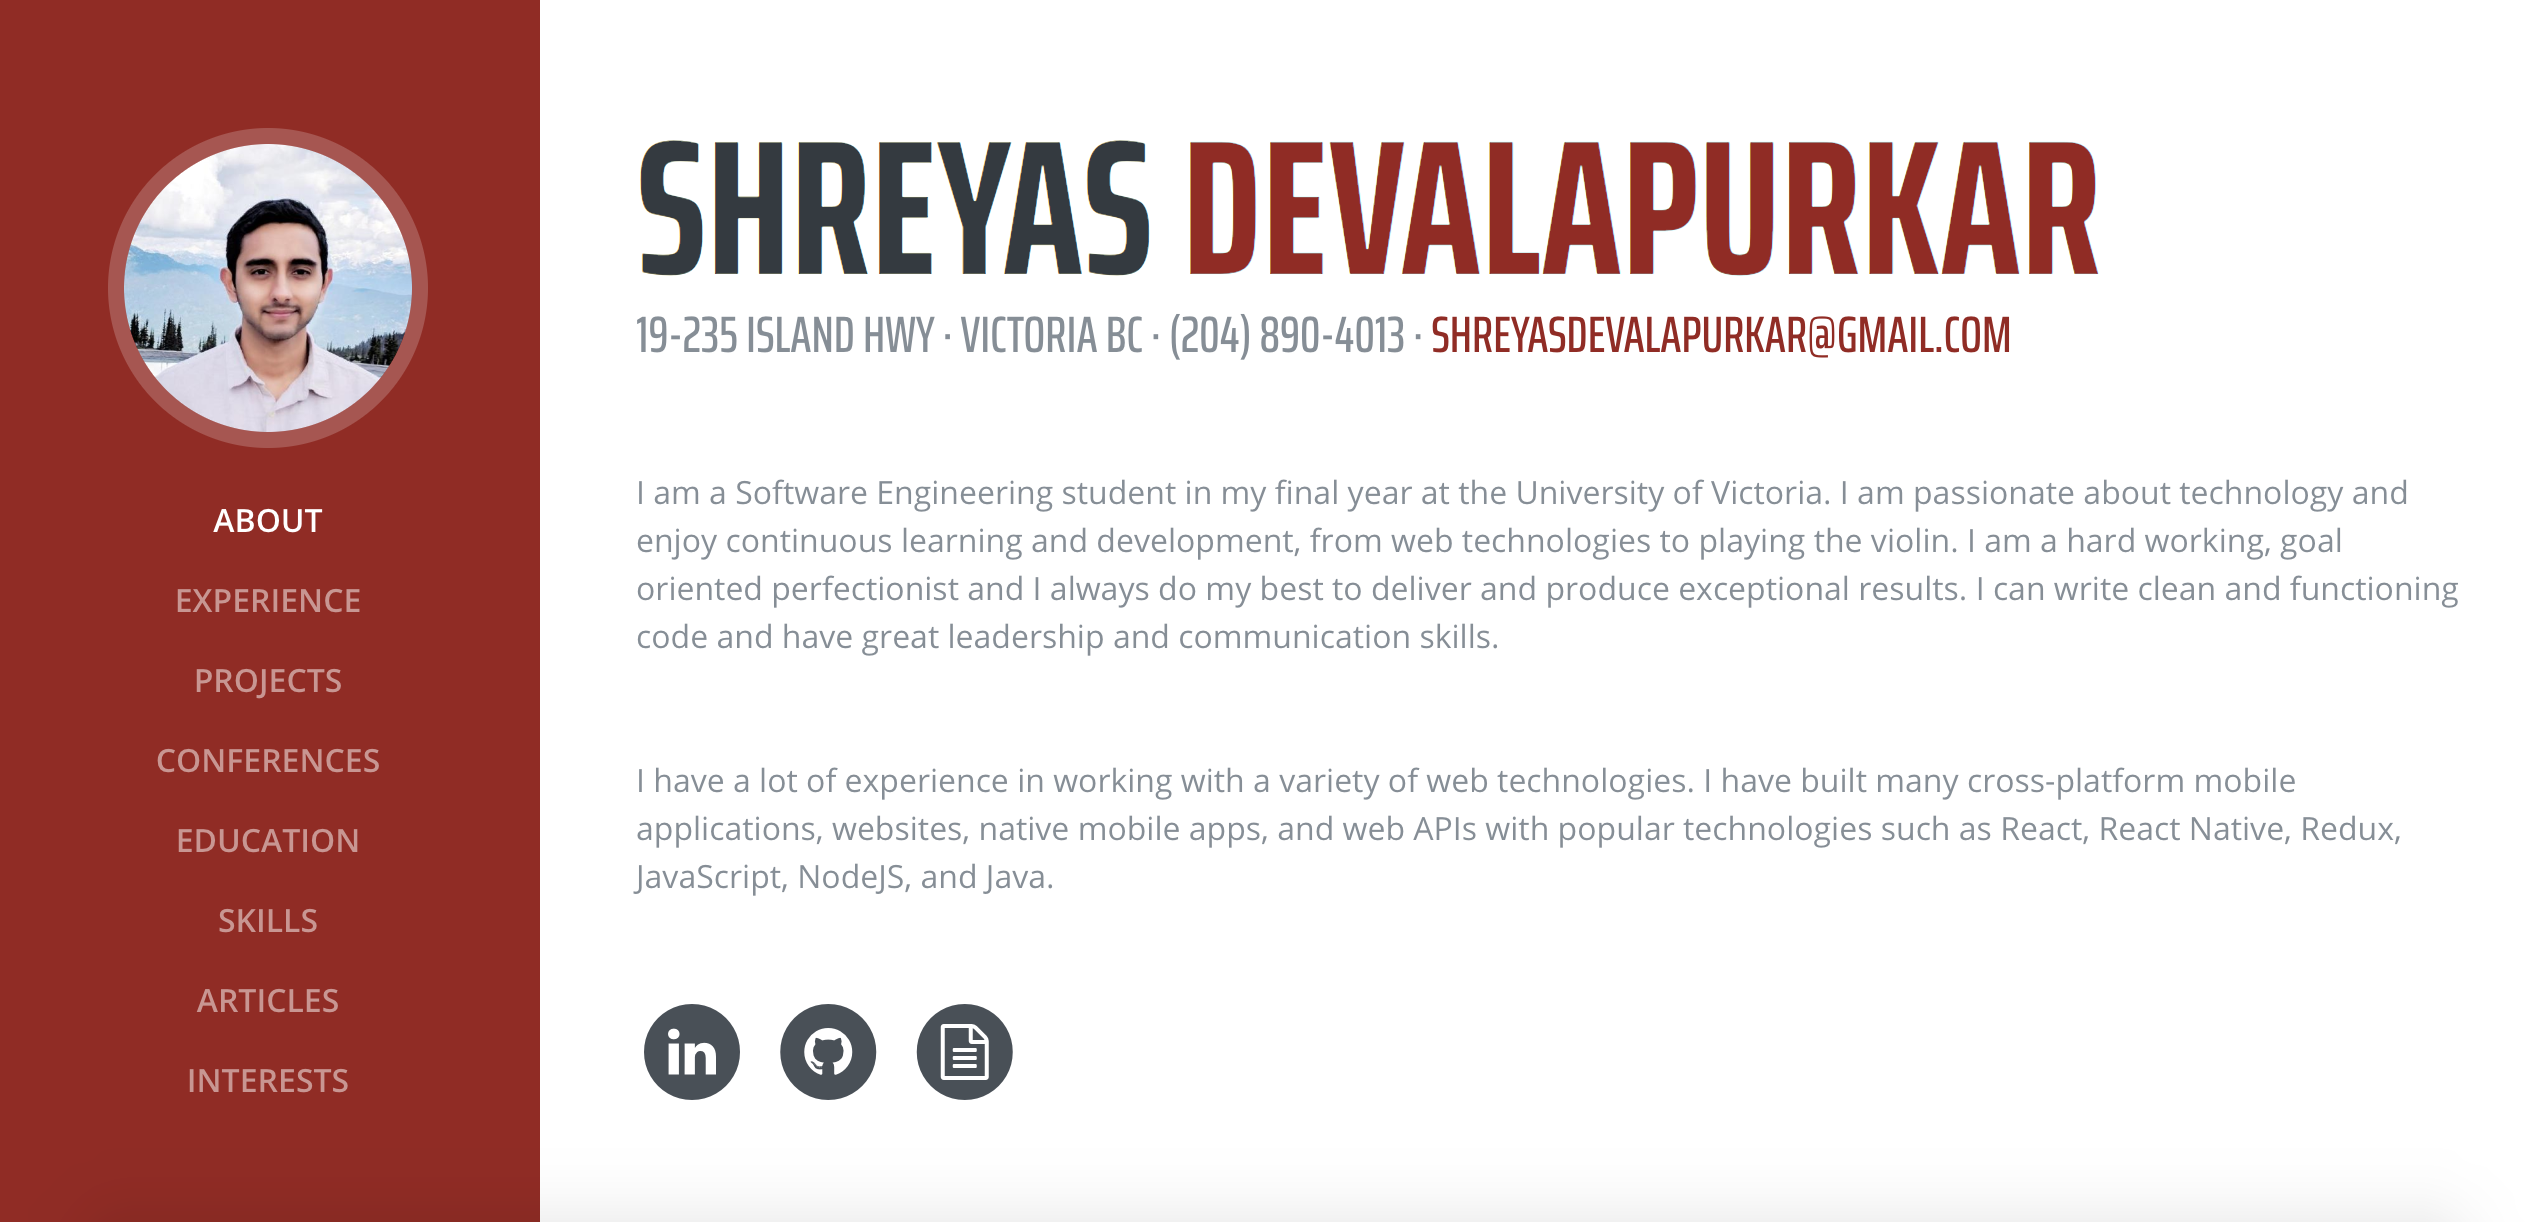 ABOUT
EXPERIENCE
PROJECTS
CONFERENCES
EDUCATION
SKILLS
ARTICLES
INTERESTS
SHREYAS DEVALAPURKAR
19-235 ISLAND HWY · VICTORIA BC · (204) 890-4013 · SHREYASDEVALAPURKAR@GMAIL.COM
I am a Software Engineering student in my final year at the University of Victoria. I am passionate about technology and
enjoy continuous learning and development, from web technologies to playing the violin. I am a hard working, goal
oriented perfectionist and I always do my best to deliver and produce exceptional results. I can write clean and functioning
code and have great leadership and communication skills.
I have a lot of experience in working with a variety of web technologies. I have built many cross-platform mobile
applications, websites, native mobile apps, and web APIs with popular technologies such as React, React Native, Redux,
JavaScript, NodeJS, and Java.
in